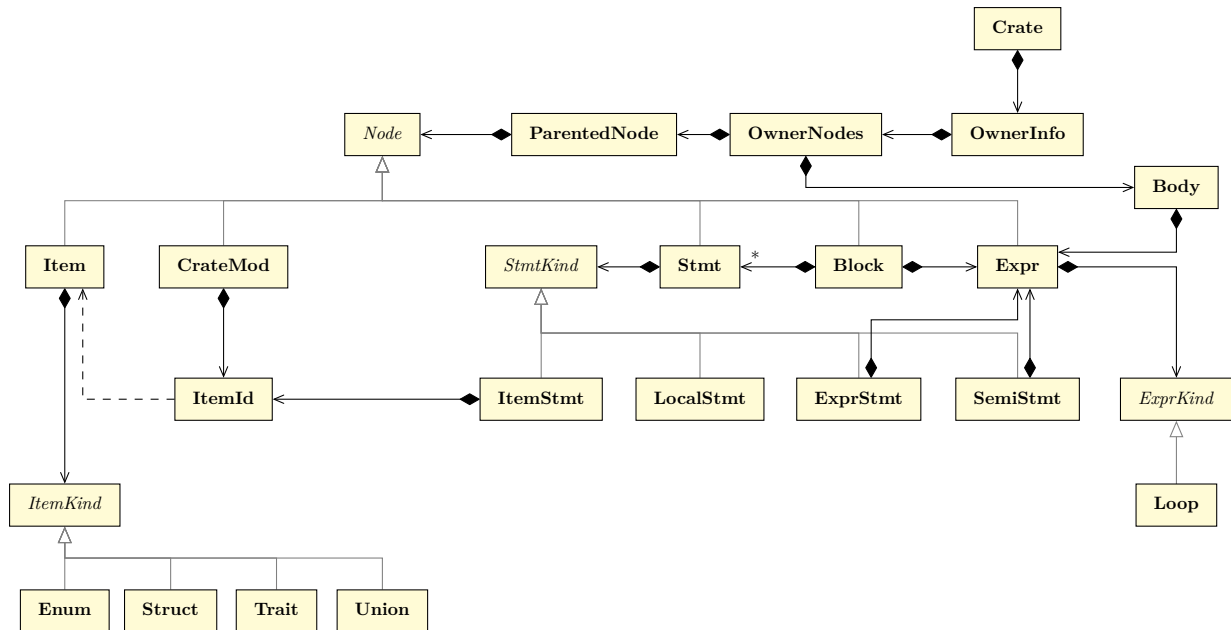 Crate
Node ParentedNode OwnerNodes OwnerInfo
Body
Item CrateMod StmtKind Stmt * Block Expr
ItemId ItemStmt LocalStmt ExprStmt SemiStmt ExprKind
ItemKind Loop
Enum Struct Trait Union